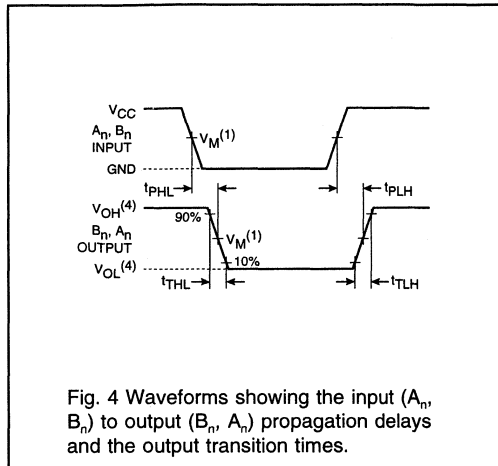 VCC
An, Bn
INPUT
VM(1)
GND
tPHL
tPLH
VOH(4)
90%
Bn, An
OUTPUT
VM(1)
VOL(4)
10%
tTHL
tTLH
Fig. 4 Waveforms showing the input (An,
Bn) to output (Bn, An) propagation delays
and the output transition times.